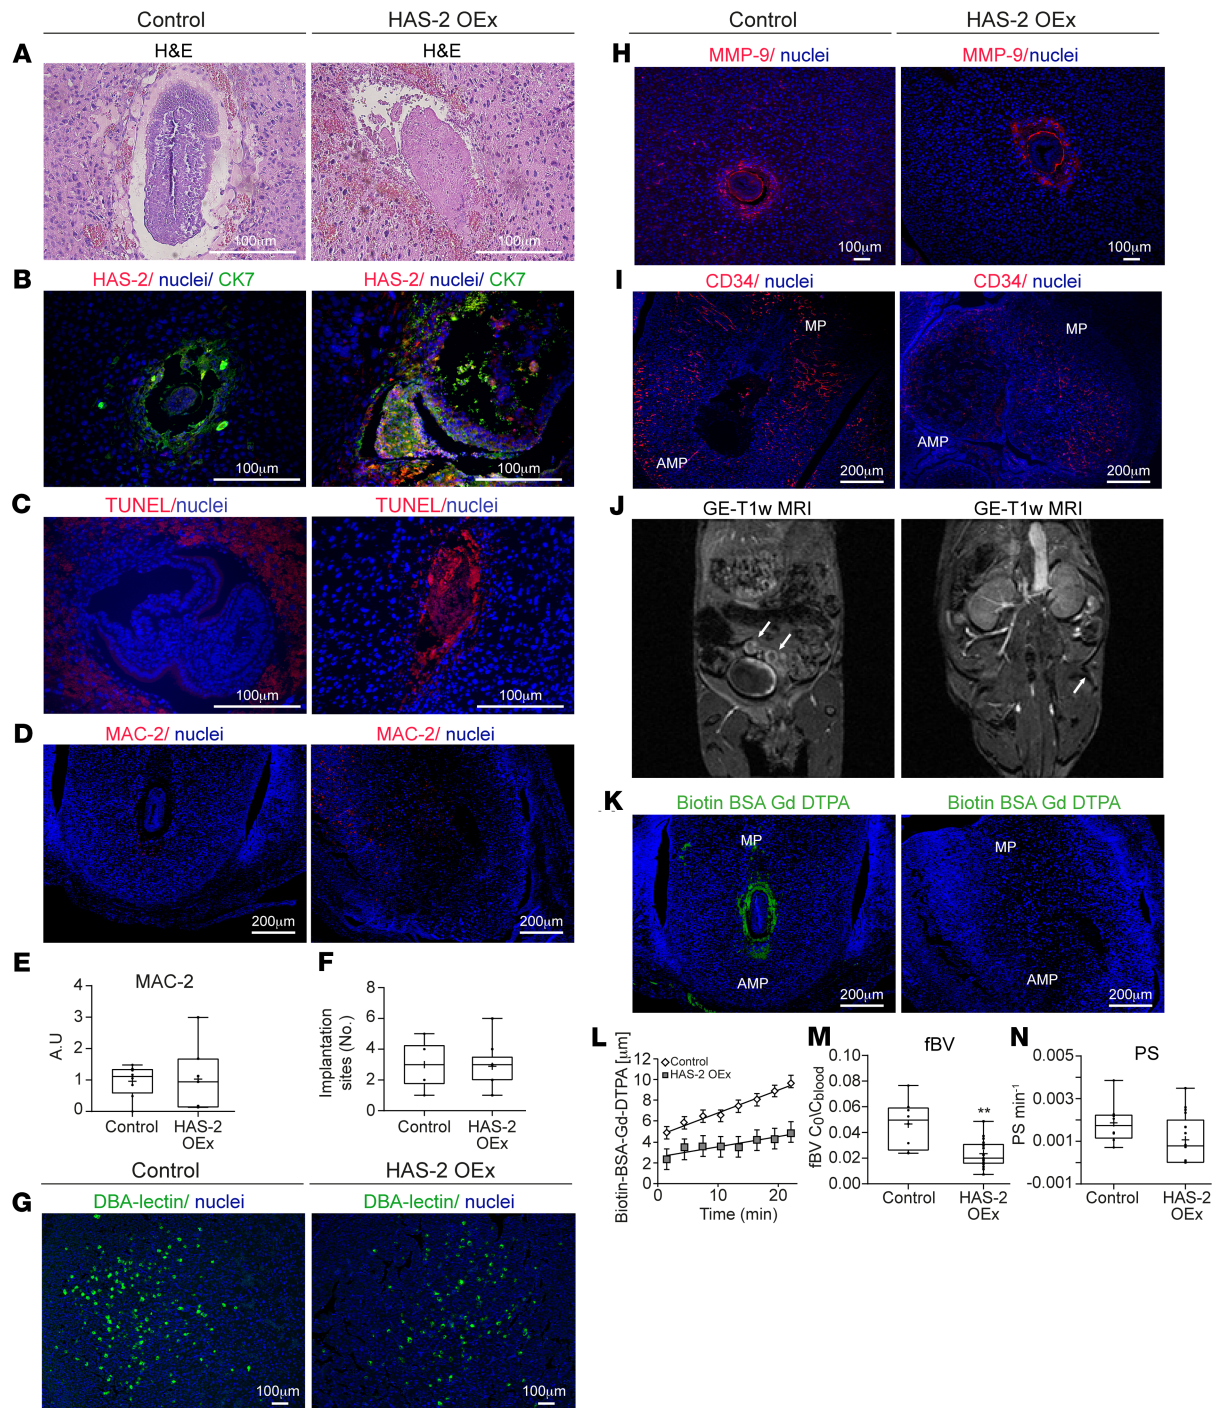 Control
HAS-2 OEx
A
H&E
H&E
100µm
100µm
B
HAS-2/ nuclei/ CK7
HAS-2/ nuclei/ CK7
100µm
100µm
C
TUNEL/nuclei
TUNEL/nuclei
100µm
100µm
D
MAC-2/ nuclei
MAC-2/ nuclei
200µm
200µm
E
MAC-2
A.U
4
3
2
1
0
Control
HAS-2
OEx
F
Implantation
sites (No.)
8
6
4
2
0
Control
HAS-2
OEx
Control
HAS-2 OEx
G
DBA-lectin/ nuclei
DBA-lectin/ nuclei
100µm
100µm
Control
HAS-2 OEx
H
MMP-9/ nuclei
MMP-9/nuclei
100µm
100µm
I
CD34/ nuclei
CD34/ nuclei
MP
AMP
200µm
MP
AMP
200µm
J
GE-T1w MRI
GE-T1w MRI
K
Biotin BSA Gd DTPA
Biotin BSA Gd DTPA
MP
AMP
200µm
MP
AMP
200µm
L
Biotin-BSA-Gd-DTPA [µm]
12
10
8
6
4
2
0
Control
HAS-2 OEx
0
10
20
Time (min)
M
fBV
fBV C0\Cblood
0.10
0.08
0.06
0.04
0.02
0.00
**
Control
HAS-2
OEx
N
PS
PS min-1
0.005
0.003
0.001
-0.001
Control
HAS-2
OEx